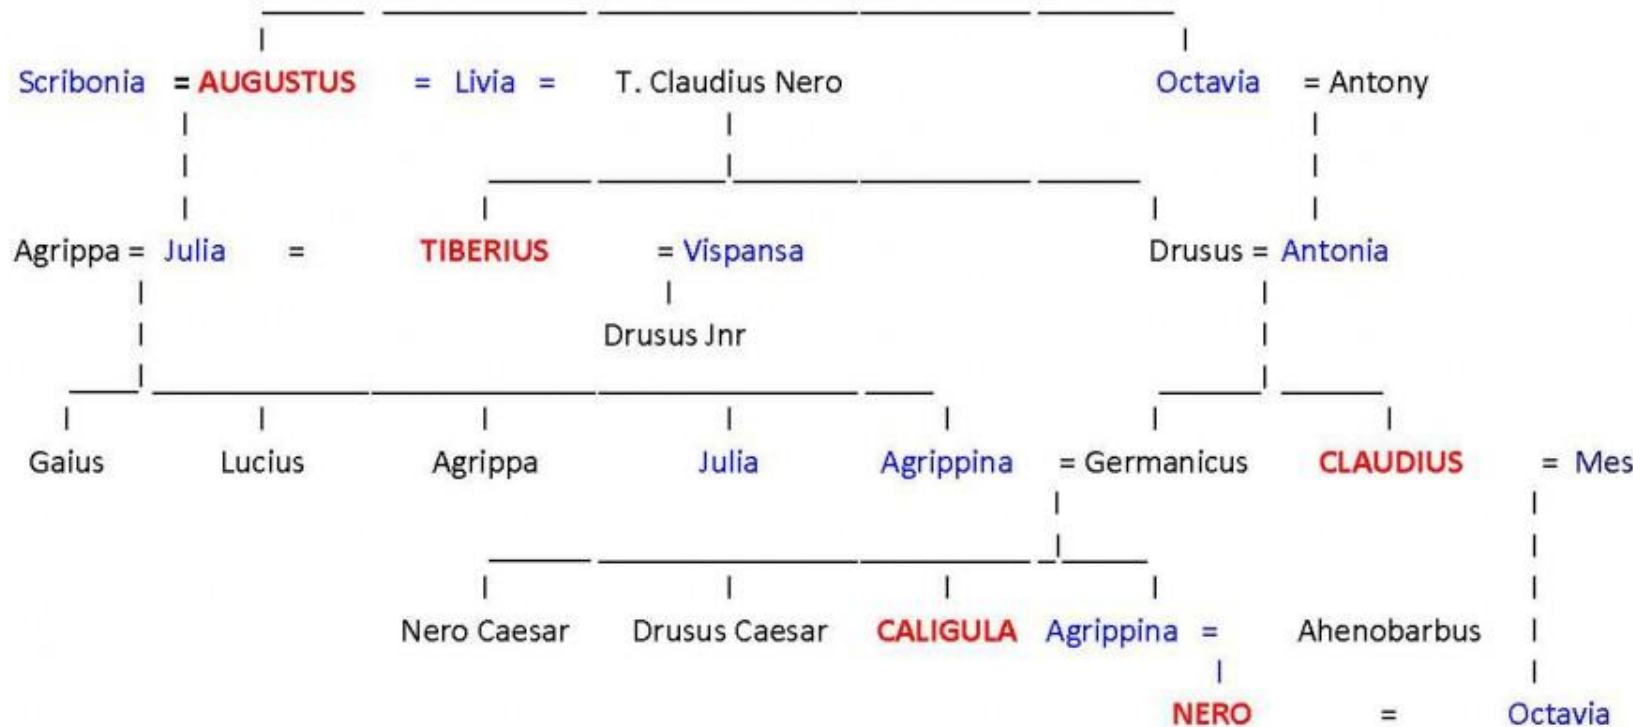 Scribonia = AUGUSTUS = Livia = T. Claudius Nero Octavia = Antony
Agrippa = Julia = TIBERIUS = Vispansa Drusus = Antonia
Drusus Jnr
Gaius Lucius Agrippa Julia Agrippina = Germanicus CLAUDIUS = Mes
Nero Caesar Drusus Caesar CALIGULA Agrippina = Ahenobarbus
NERO = Octavia